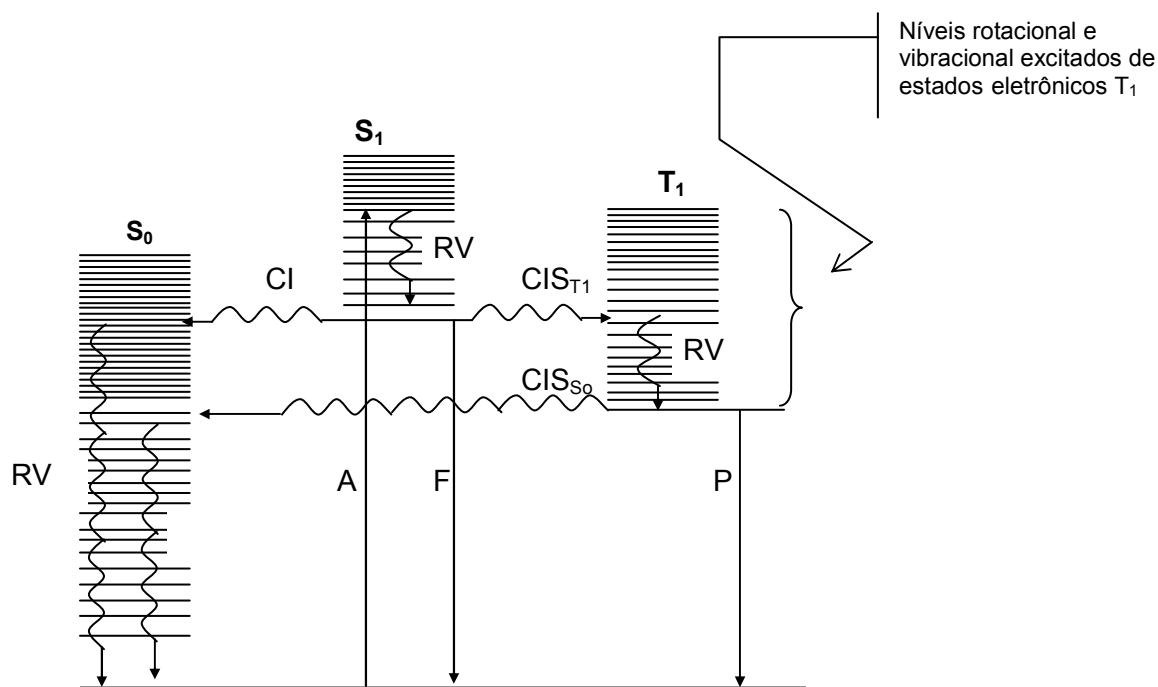 Níveis rotacional e
vibracional excitados de
estados eletrônicos T₁
S₁
T₁
S₀
RV
CI
CIS_T1
RV
CIS_So
RV
A
F
P